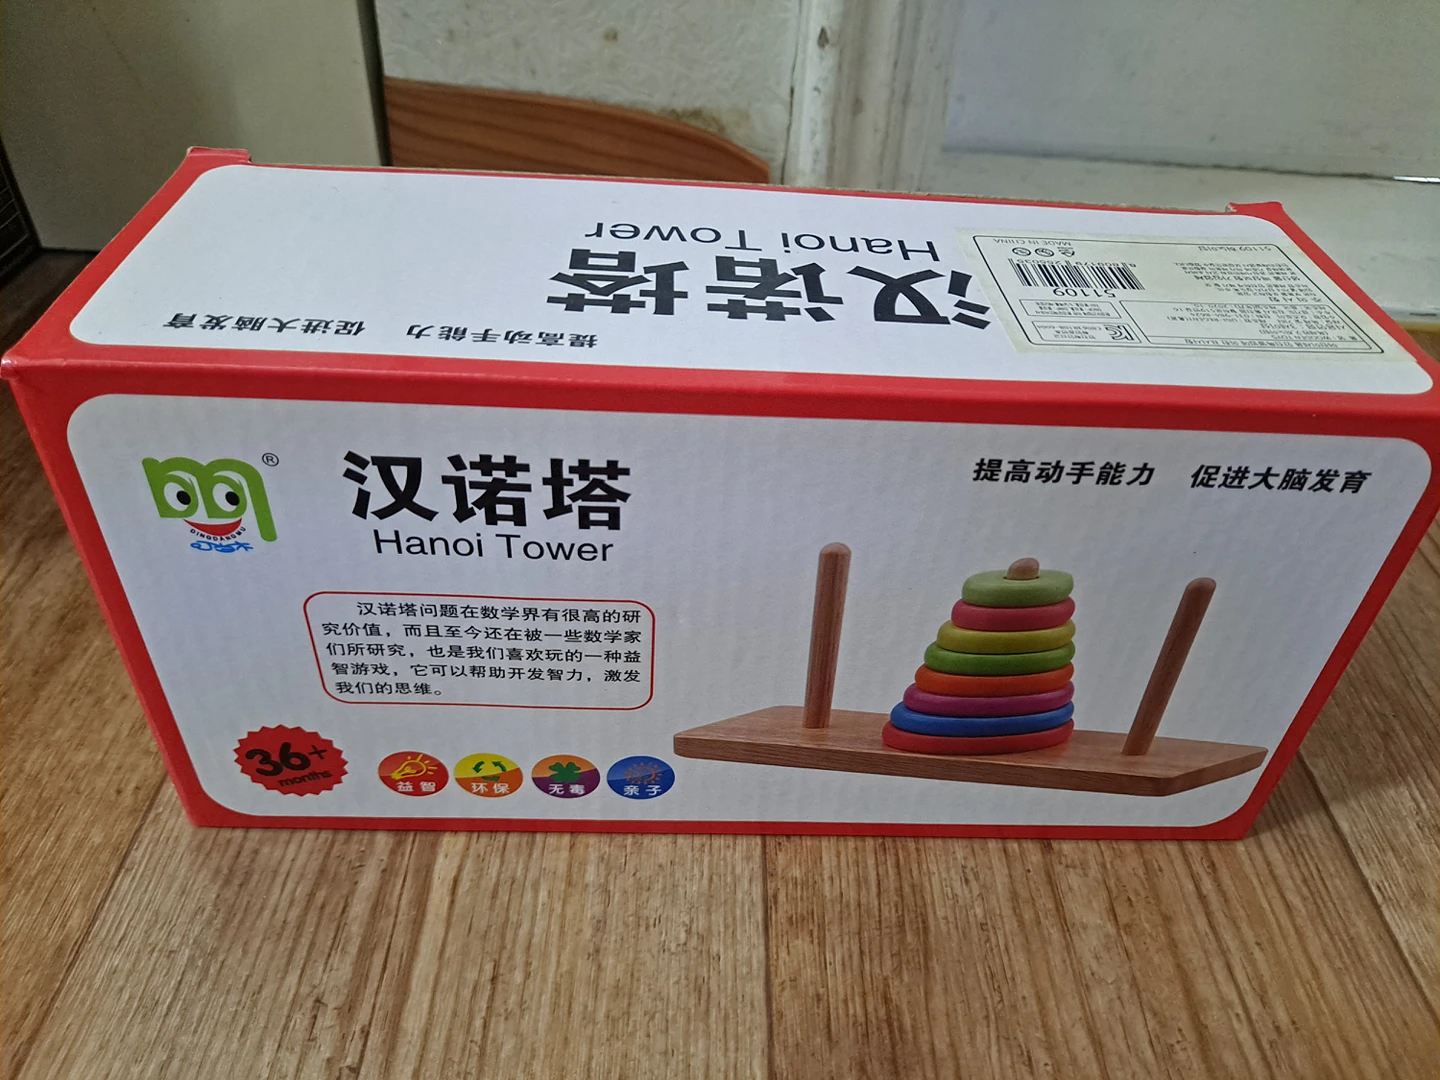 Hanoi Tower
汉诺塔
提高动手能力 促进大脑发育
MADE IN CHINA
51109
®
DINGDANGMU
汉诺塔
Hanoi Tower
提高动手能力 促进大脑发育
汉诺塔问题在数学界有很高的研
究价值，而且至今还在被一些数学家
们所研究，也是我们喜欢玩的一种益
智游戏，它可以帮助开发智力，激发
我们的思维。
36+
months
益智
环保
无毒
亲子